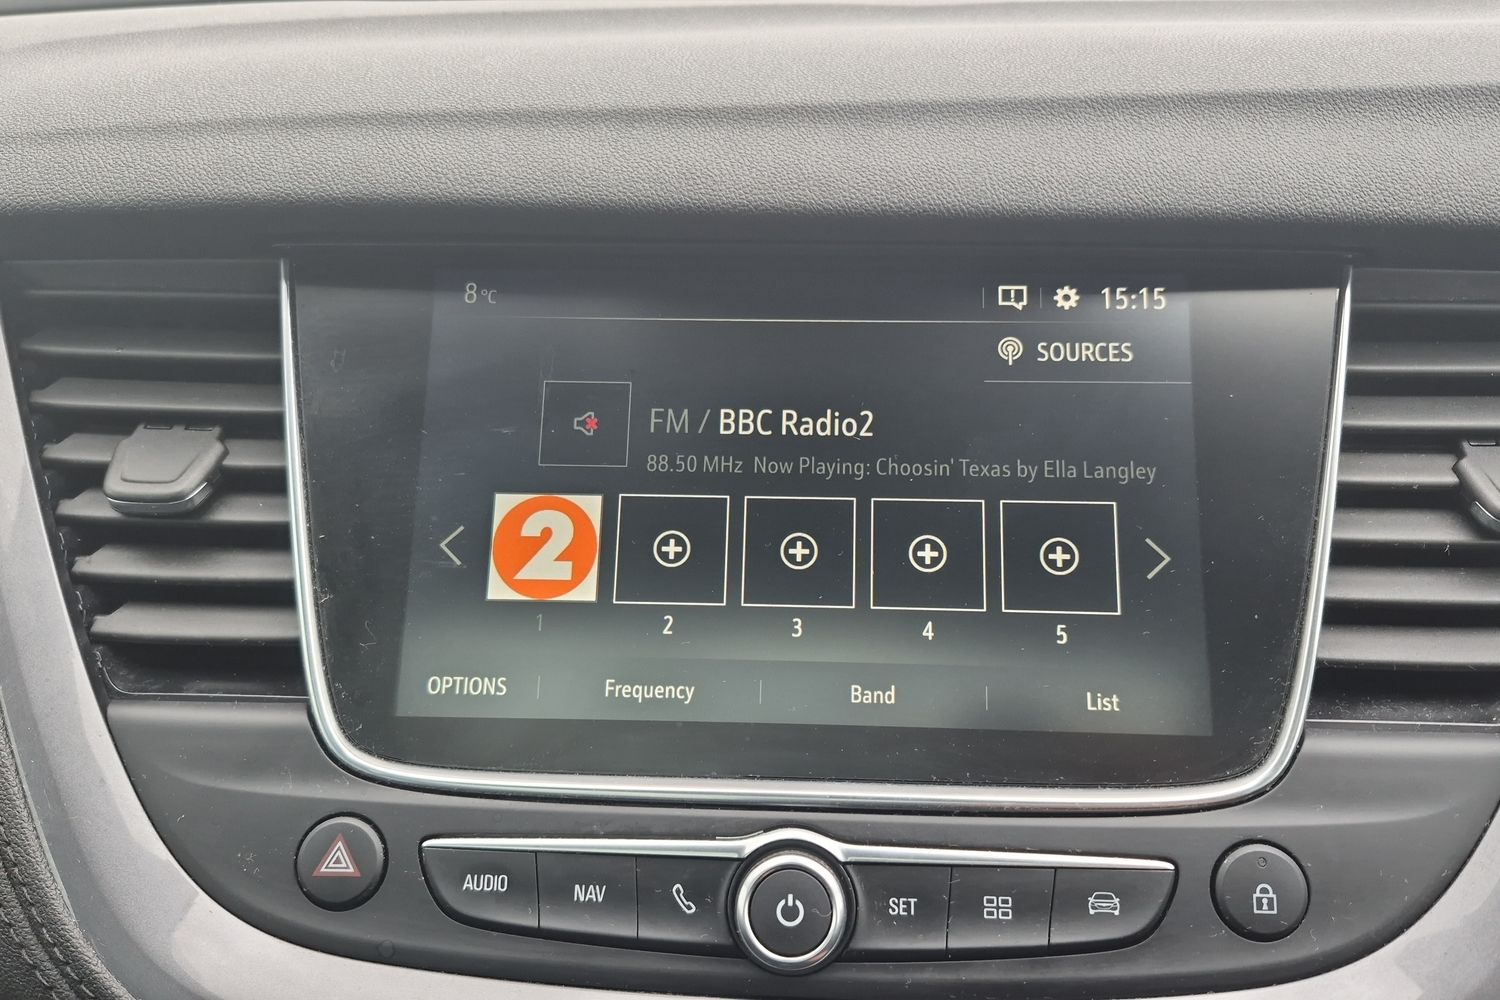 8°C
15:15
SOURCES
FM / BBC Radio2
88.50 MHz Now Playing: Choosin' Texas by Ella Langley
2
1 2 3 4 5
OPTIONS Frequency Band List
AUDIO NAV SET